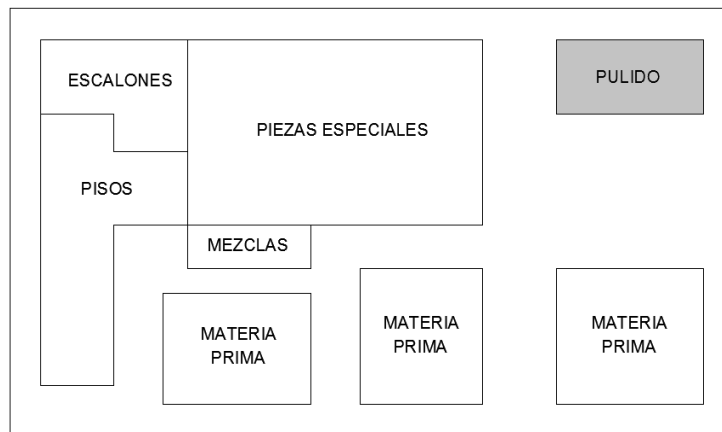 ESCALONES
PIEZAS ESPECIALES
PULIDO
PISOS
MEZCLAS
MATERIA
PRIMA
MATERIA
PRIMA
MATERIA
PRIMA